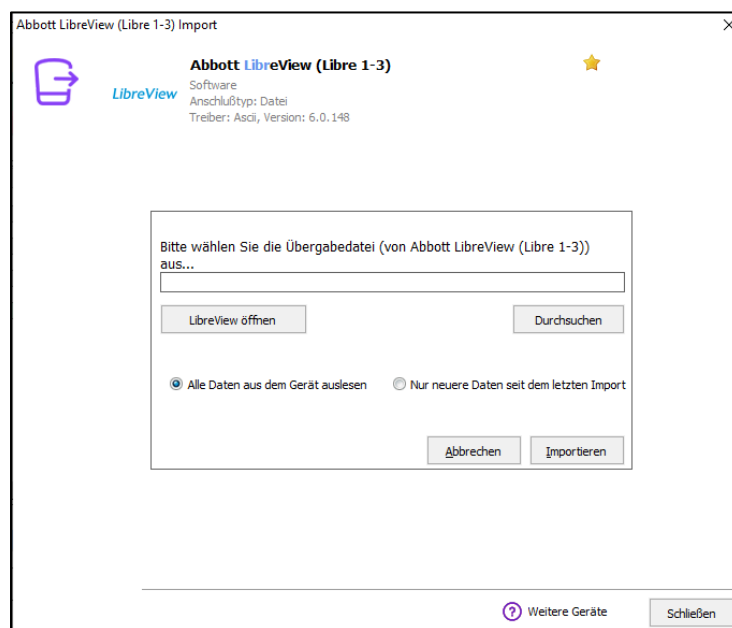 Abbott LibreView (Libre 1-3) Import
Abbott LibreView (Libre 1-3)
LibreView
Software
Anschlußtyp: Datei
Treiber: Ascii, Version: 6.0.148
Bitte wählen Sie die Übergabedatei (von Abbott LibreView (Libre 1-3))
aus...
LibreView öffnen
Durchsuchen
Alle Daten aus dem Gerät auslesen
Nur neuere Daten seit dem letzten Import
Abbrechen
Importieren
? Weitere Geräte
Schließen